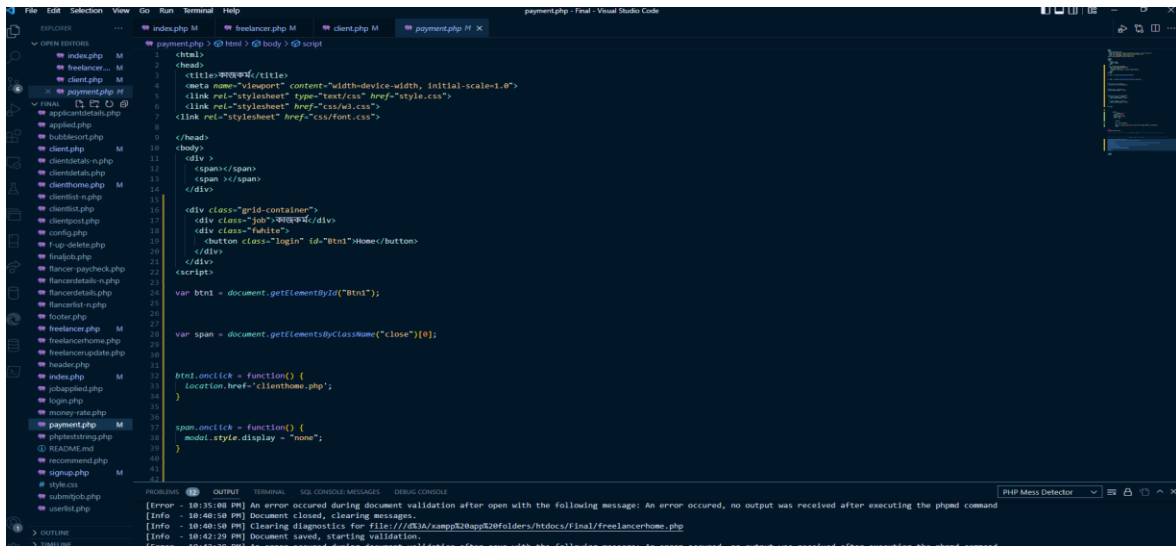 File Edit Selection View Go Run Terminal Help
payment.php - Final - Visual Studio Code
EXPLORER
index.php M
freelancer.php M
client.php M
payment.php M
OPEN EDITORS
index.php M
freelancer.... M
client.php M
payment.php M
FINAL
applicantdetails.php
applied.php
bubblesort.php
client.php M
clientdetals-n.php
clientdetals.php
clienthome.php M
clientlist-n.php
clientlist.php
clientpost.php
config.php
f-up-delete.php
finaljob.php
flancer-paycheck.php
flancerdetails-n.php
flancerdetails.php
flancerlist-n.php
footer.php
freelancer.php M
freelancerhome.php
freelancerupdate.php
header.php
index.php M
jobapplied.php
login.php
money-rate.php
payment.php M
phpteststring.php
README.md
recommend.php
signup.php M
style.css
submitjob.php
userlist.php
OUTLINE
TIMELINE
payment.php > html > body > script
1 <html>
2 <head>
3 <title>কাজকর্ম</title>
4 <meta name="viewport" content="width=device-width, initial-scale=1.0">
5 <link rel="stylesheet" type="text/css" href="style.css">
6 <link rel="stylesheet" href="css/w3.css">
7 <link rel="stylesheet" href="css/font.css">
8
9 </head>
10 <body>
11 <div >
12 <span></span>
13 <span ></span>
14 </div>
15
16 <div class="grid-container">
17 <div class="job">কাজকর্ম</div>
18 <div class="fwhite">
19 <button class="login" id="Btn1">Home</button>
20 </div>
21 </div>
22 <script>
23
24 var btn1 = document.getElementById("Btn1");
25
26
27
28 var span = document.getElementsByClassName("close")[0];
29
30
31
32 btn1.onclick = function() {
33 location.href='clienthome.php';
34 }
35
36
37 span.onclick = function() {
38 modal.style.display = "none";
39 }
40
41
42
PROBLEMS 12 OUTPUT TERMINAL SQL CONSOLE: MESSAGES DEBUG CONSOLE
PHP Mess Detector
[Error - 10:35:08 PM] An error occured during document validation after open with the following message: An error occured, no output was received after executing the phpmd command
[Info - 10:40:50 PM] Document closed, clearing messages.
[Info - 10:40:50 PM] Clearing diagnostics for file:///d%3A/xampp%20app%20folders/htdocs/Final/freelancerhome.php
[Info - 10:42:29 PM] Document saved, starting validation.